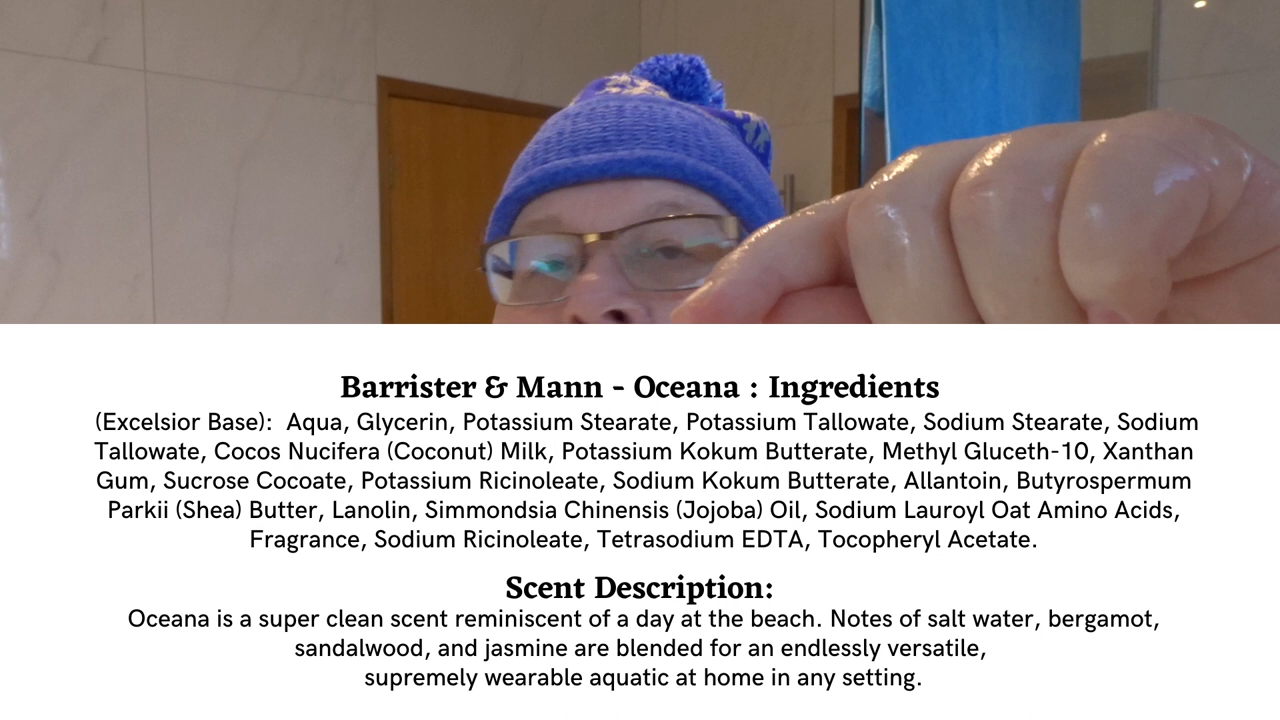 Barrister & Mann - Oceana : Ingredients
(Excelsior Base):  Aqua, Glycerin, Potassium Stearate, Potassium Tallowate, Sodium Stearate, Sodium
Tallowate, Cocos Nucifera (Coconut) Milk, Potassium Kokum Butterate, Methyl Gluceth-10, Xanthan
Gum, Sucrose Cocoate, Potassium Ricinoleate, Sodium Kokum Butterate, Allantoin, Butyrospermum
Parkii (Shea) Butter, Lanolin, Simmondsia Chinensis (Jojoba) Oil, Sodium Lauroyl Oat Amino Acids,
Fragrance, Sodium Ricinoleate, Tetrasodium EDTA, Tocopheryl Acetate.
Scent Description:
Oceana is a super clean scent reminiscent of a day at the beach. Notes of salt water, bergamot,
sandalwood, and jasmine are blended for an endlessly versatile,
supremely wearable aquatic at home in any setting.